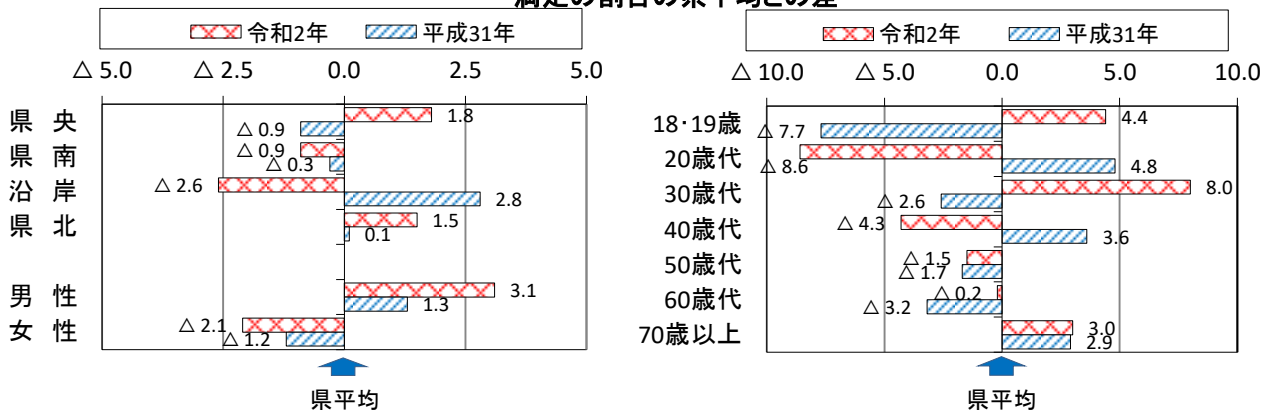 満足の割合の県平均との差
令和2年 平成31年
△ 5.0 △ 2.5 0.0 2.5 5.0
県 央 1.8
△ 0.9
県 南 △ 0.9
△ 0.3
沿 岸 △ 2.6
2.8
県 北 1.5
0.1
男 性 3.1
1.3
女 性 △ 2.1
△ 1.2
県平均
令和2年 平成31年
△ 10.0 △ 5.0 0.0 5.0 10.0
18・19歳 4.4
△ 7.7
20歳代 △ 8.6
4.8
30歳代 8.0
△ 2.6
40歳代 △ 4.3
3.6
50歳代 △ 1.5
△ 1.7
60歳代 △ 0.2
△ 3.2
70歳以上 3.0
2.9
県平均